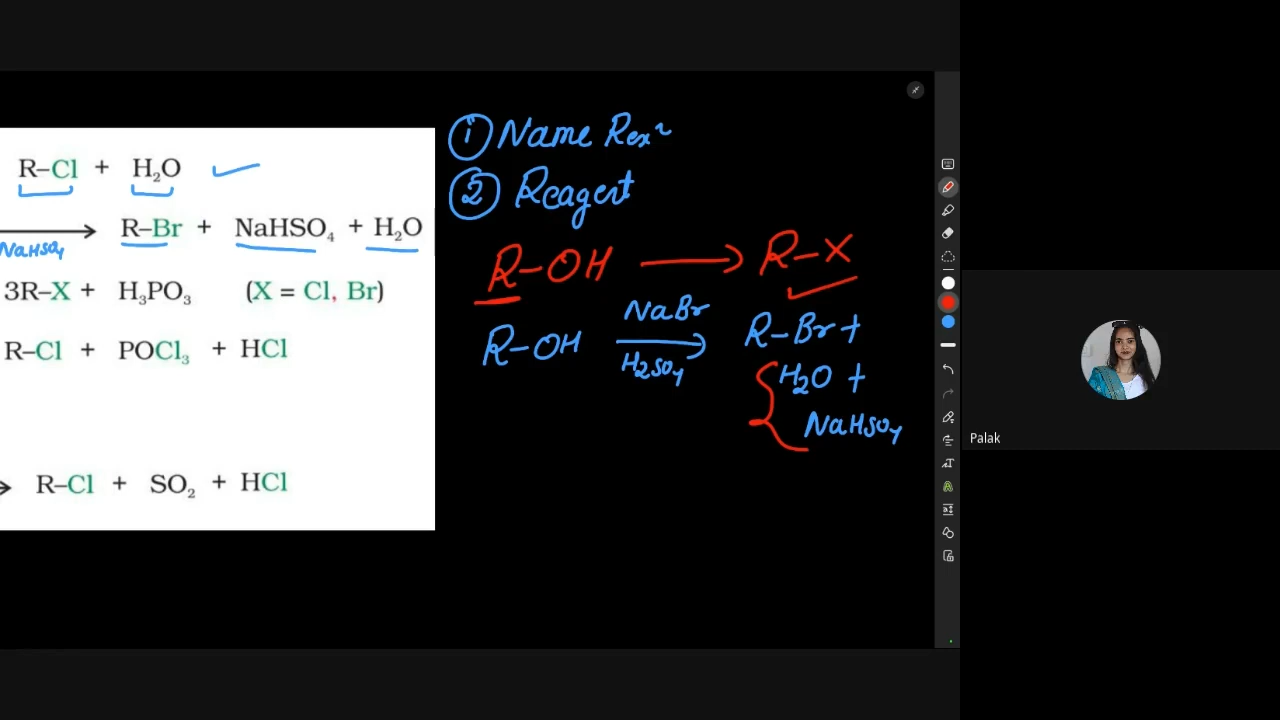 R–Cl + H₂O
R–Br + NaHSO₄ + H₂O
NaHSO4
3R–X + H₃PO₃ (X = Cl, Br)
R–Cl + POCl₃ + HCl
R–Cl + SO₂ + HCl
① Name Rexⁿ
② Reagent
R–OH → R–X
NaBr
R–OH → R–Br +
H2SO4
H2O +
NaHSO4
Palak